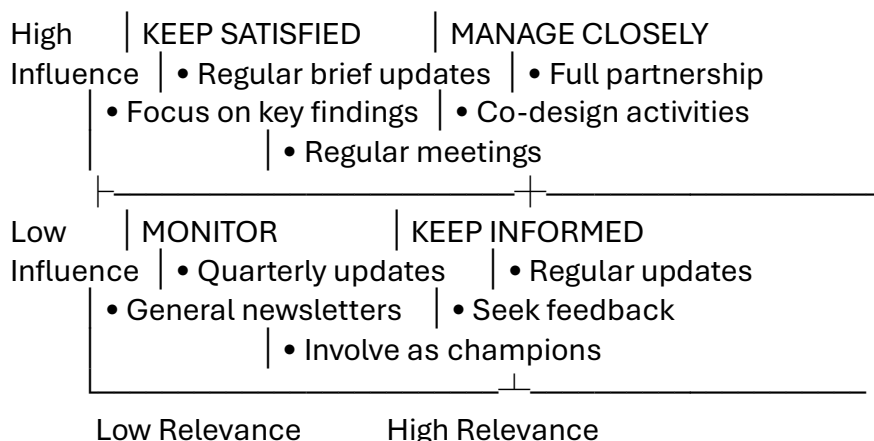 High │ KEEP SATISFIED │ MANAGE CLOSELY
Influence │ • Regular brief updates │ • Full partnership
│ • Focus on key findings │ • Co-design activities
│ │ • Regular meetings
├─────────────────────────┼─────────────────────
Low │ MONITOR │ KEEP INFORMED
Influence │ • Quarterly updates │ • Regular updates
│ • General newsletters │ • Seek feedback
│ │ • Involve as champions
└────────────────────────┴─────────────────────
Low Relevance High Relevance